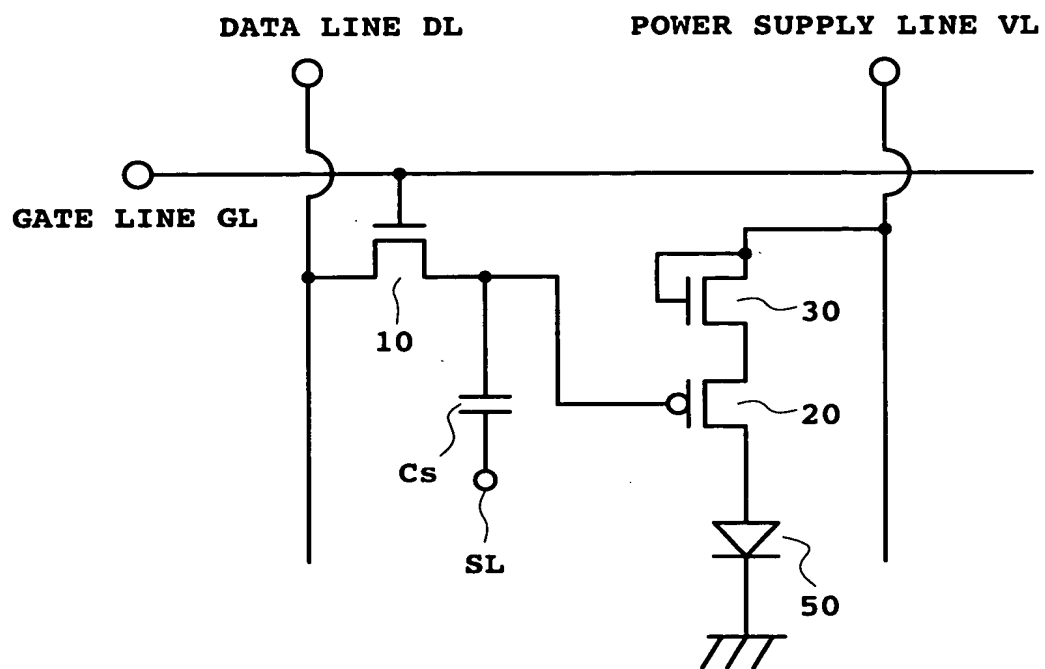 DATA LINE DL
POWER SUPPLY LINE VL
GATE LINE GL
10
30
20
Cs
SL
50